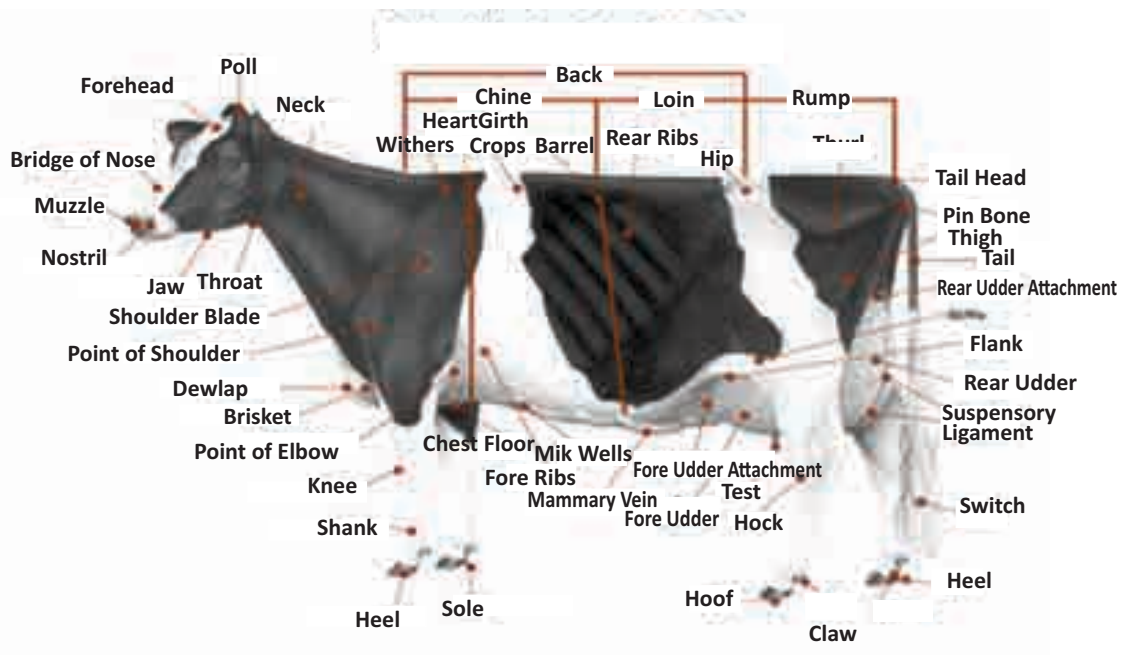 Back
Poll
Forehead
Chine
Loin
Rump
Neck
HeartGirth
Withers
Crops
Barrel
Rear Ribs
Hip
Bridge of Nose
Tail Head
Muzzle
Pin Bone
Thigh
Nostril
Tail
Jaw
Throat
Rear Udder Attachment
Shoulder Blade
Flank
Point of Shoulder
Rear Udder
Dewlap
Brisket
Suspensory
Ligament
Point of Elbow
Chest Floor
Mik Wells
Fore Udder Attachment
Fore Ribs
Knee
Test
Mammary Vein
Switch
Fore Udder
Hock
Shank
Heel
Hoof
Sole
Heel
Claw